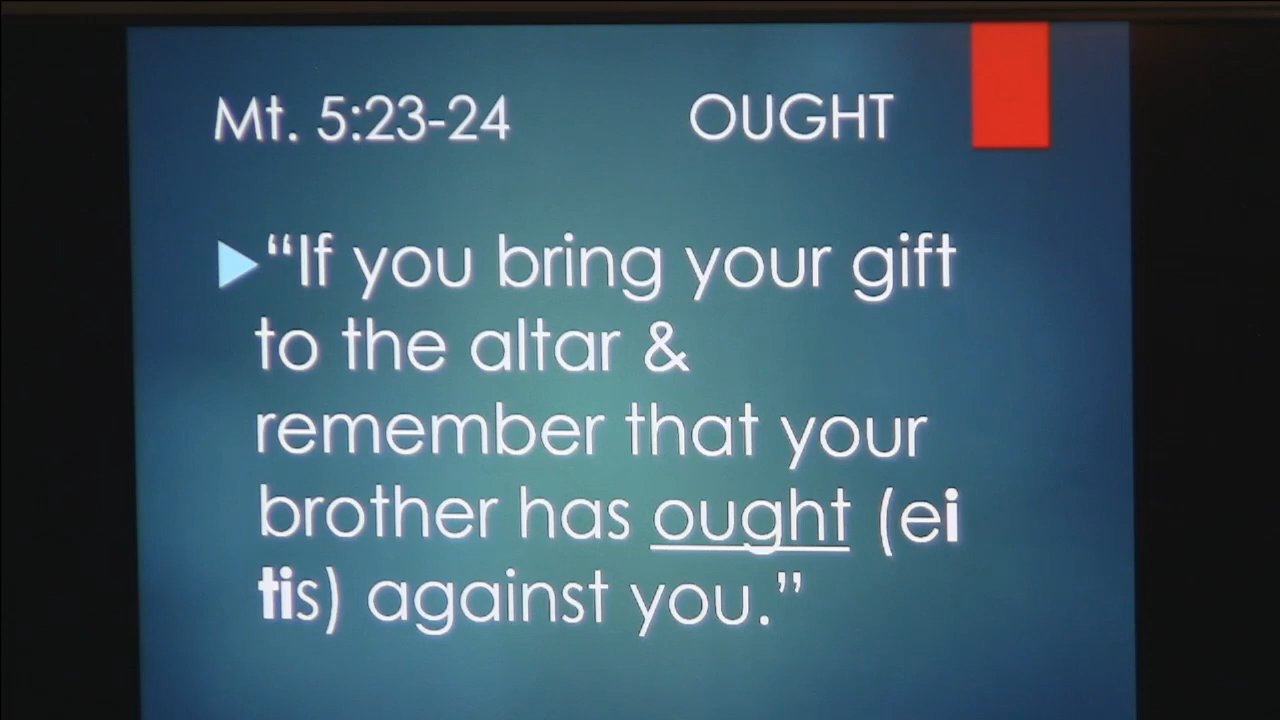 Mt. 5:23-24 OUGHT
“If you bring your gift
to the altar &
remember that your
brother has ought (ei
tis) against you.”